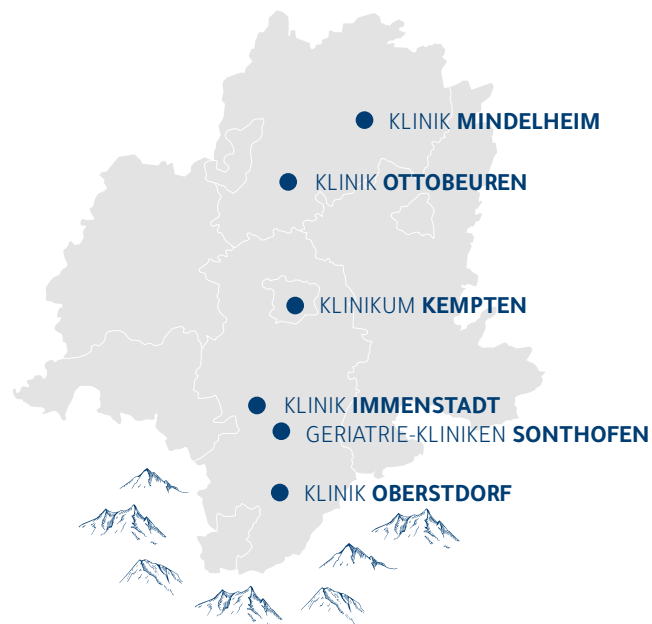 KLINIK MINDELHEIM
KLINIK OTTOBEUREN
KLINIKUM KEMPTEN
KLINIK IMMENSTADT
GERIATRIE-KLINIKEN SONTHOFEN
KLINIK OBERSTDORF